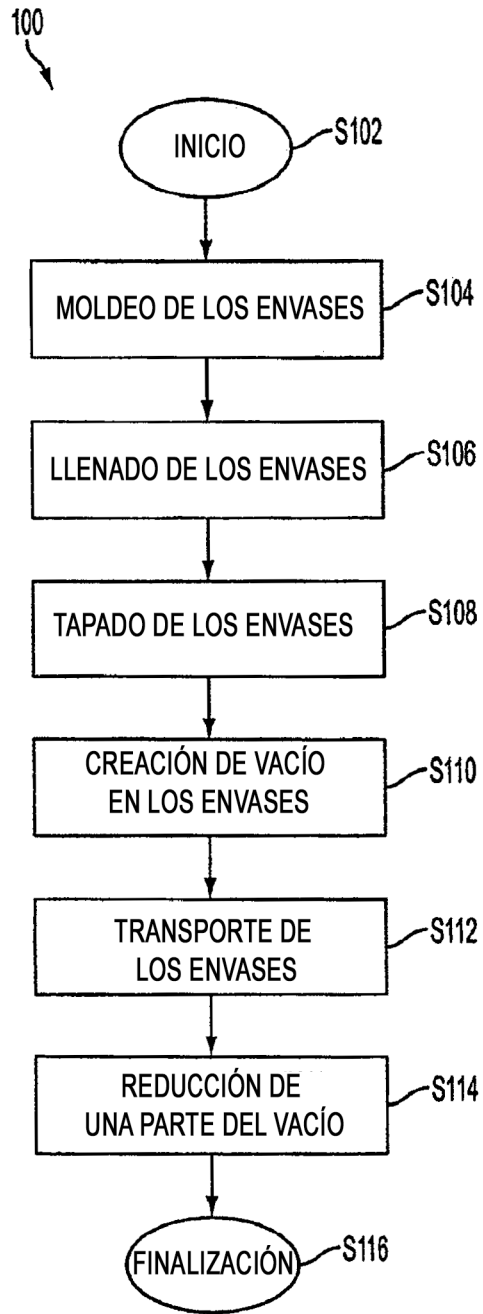 100
INICIO
S102
MOLDEO DE LOS ENVASES
S104
LLENADO DE LOS ENVASES
S106
TAPADO DE LOS ENVASES
S108
CREACIÓN DE VACÍO
EN LOS ENVASES
S110
TRANSPORTE DE
LOS ENVASES
S112
REDUCCIÓN DE
UNA PARTE DEL VACÍO
S114
FINALIZACIÓN
S116